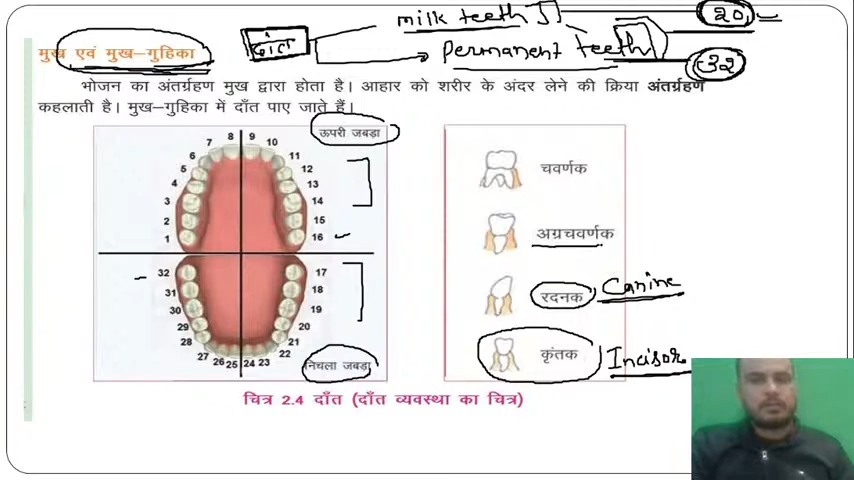 milk teeth
20
मुख एवं मुख–गुहिका
दाँत
Permanent Teeth
32
भोजन का अंतर्ग्रहण मुख द्वारा होता है। आहार को शरीर के अंदर लेने की क्रिया अंतर्ग्रहण
कहलाती है। मुख–गुहिका में दाँत पाए जाते हैं।
ऊपरी जबड़ा
7 8 9 10
6 11
5 12
4 13
3 14
2 15
1 16
32 17
31 18
30 19
29 20
28 21
27 26 25 24 23 22
निचला जबड़ा
चवर्णक
अग्रचवर्णक
रदनक Canine
कृंतक Incisor
चित्र 2.4 दाँत (दाँत व्यवस्था का चित्र)